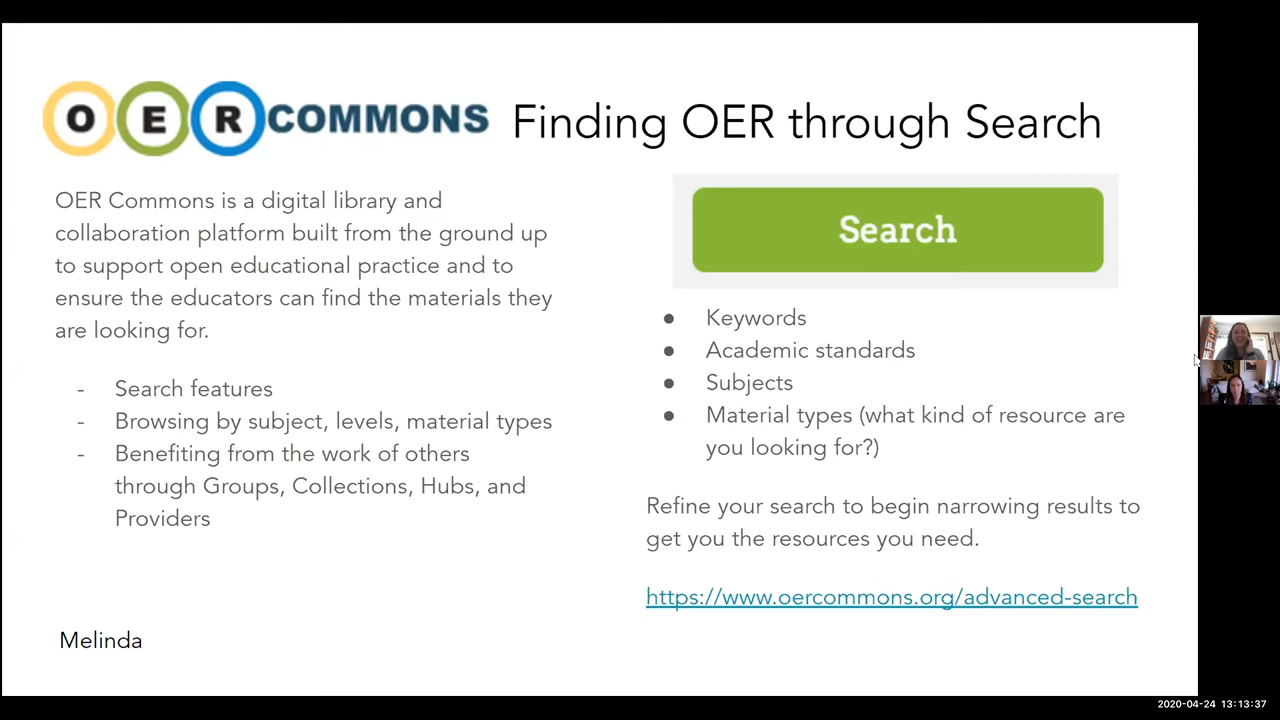 OER COMMONS Finding OER through Search
OER Commons is a digital library and
collaboration platform built from the ground up
to support open educational practice and to
ensure the educators can find the materials they
are looking for.
- Search features
- Browsing by subject, levels, material types
- Benefiting from the work of others
through Groups, Collections, Hubs, and
Providers
Melinda
Search
● Keywords
● Academic standards
● Subjects
● Material types (what kind of resource are
you looking for?)
Refine your search to begin narrowing results to
get you the resources you need.
https://www.oercommons.org/advanced-search
2020-04-24 13:13:37